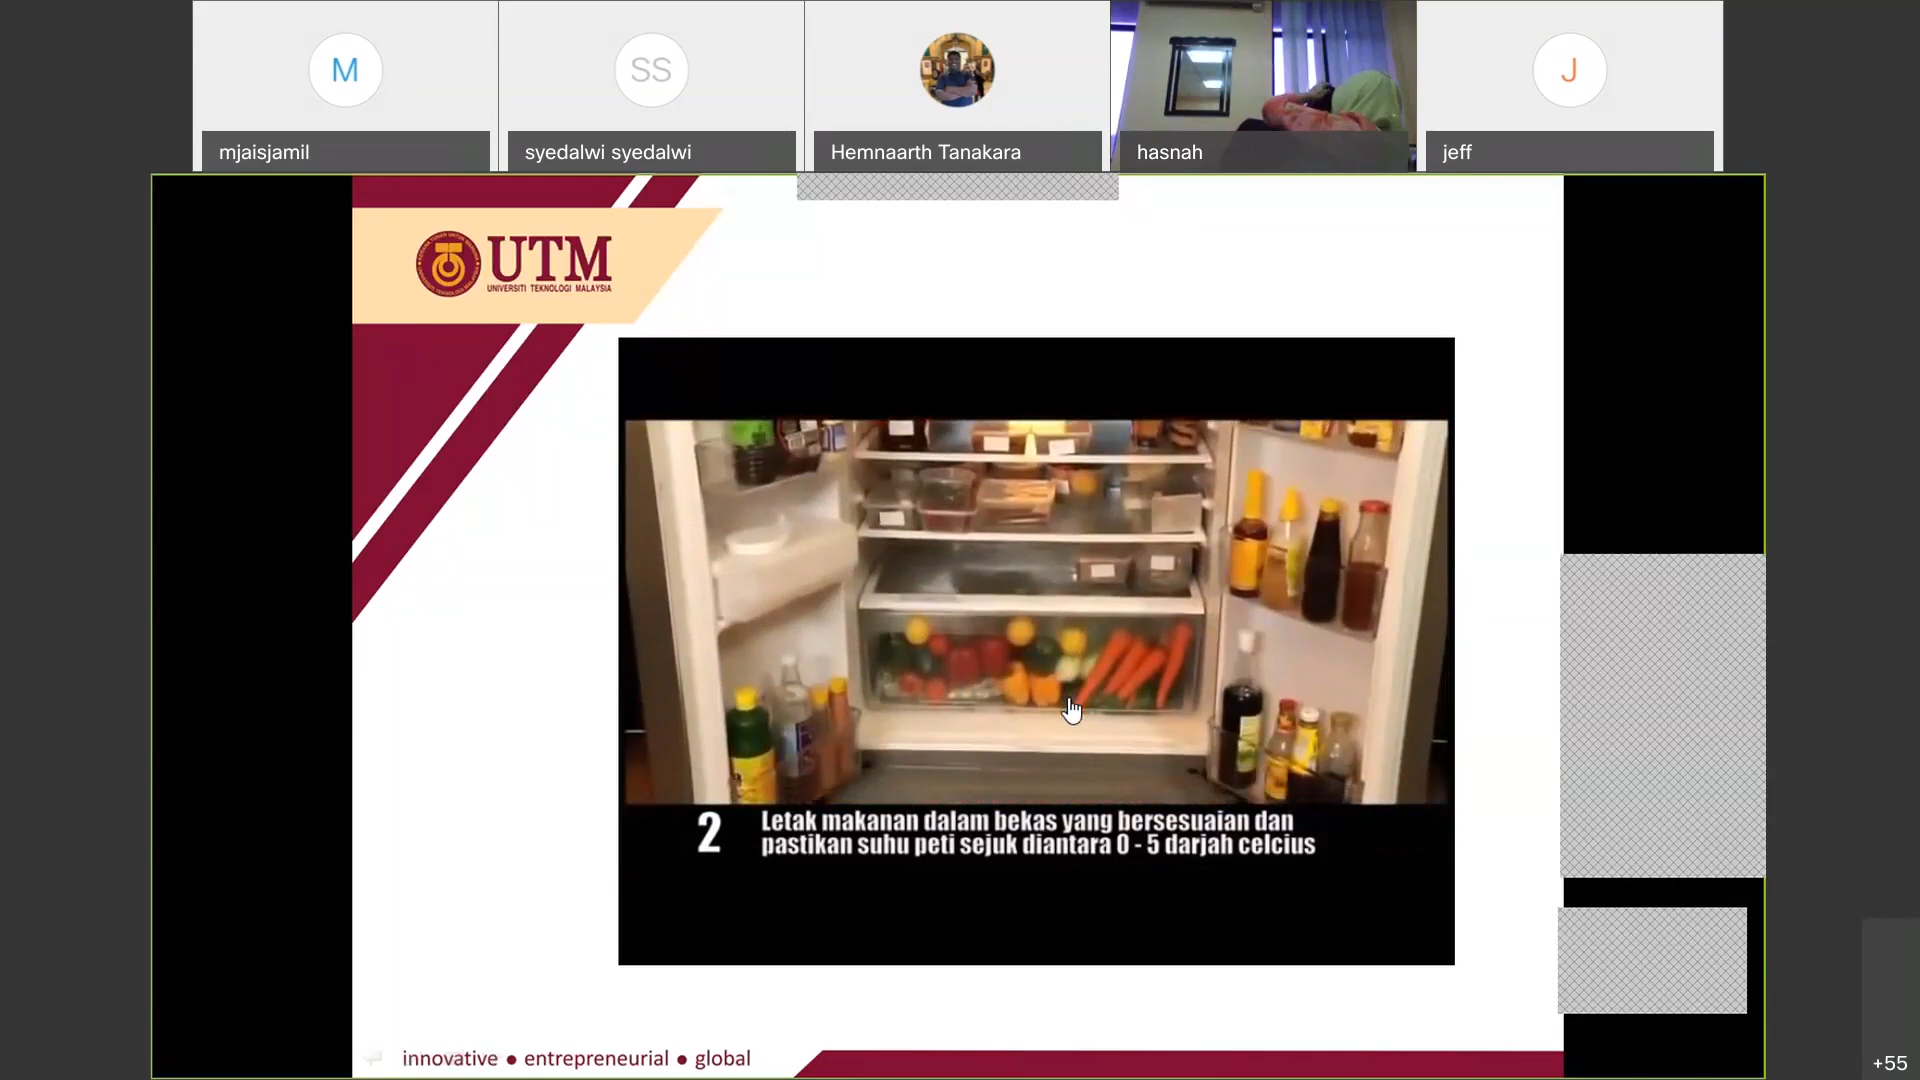 M
SS
J
mjaisjamil
syedalwi syedalwi
Hemnaarth Tanakara
hasnah
jeff
UTM
UNIVERSITI TEKNOLOGI MALAYSIA
2
Letak makanan dalam bekas yang bersesuaian dan
pastikan suhu peti sejuk diantara 0 - 5 darjah celcius
innovative ● entrepreneurial ● global
+55